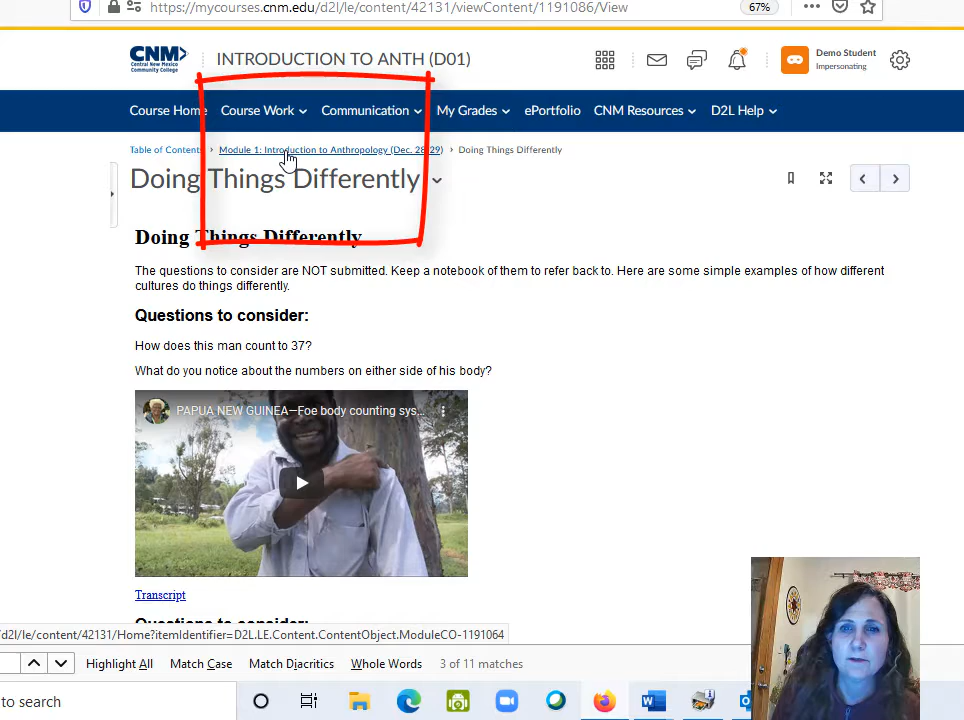 https://mycourses.cnm.edu/d2l/le/content/42131/viewContent/1191086/View 67%
CNM
Central New Mexico
Community College
INTRODUCTION TO ANTH (D01)
Demo Student
Impersonating
Course Home Course Work Communication My Grades ePortfolio CNM Resources D2L Help
Table of Contents › Module 1: Introduction to Anthropology (Dec. 28-29) › Doing Things Differently
Doing Things Differently
Doing Things Differently
The questions to consider are NOT submitted. Keep a notebook of them to refer back to. Here are some simple examples of how different
cultures do things differently.
Questions to consider:
How does this man count to 37?
What do you notice about the numbers on either side of his body?
PAPUA NEW GUINEA—Foe body counting sys...
Transcript
Questions to consider:
/d2l/le/content/42131/Home?itemIdentifier=D2L.LE.Content.ContentObject.ModuleCO-1191064
Highlight All Match Case Match Diacritics Whole Words 3 of 11 matches
to search